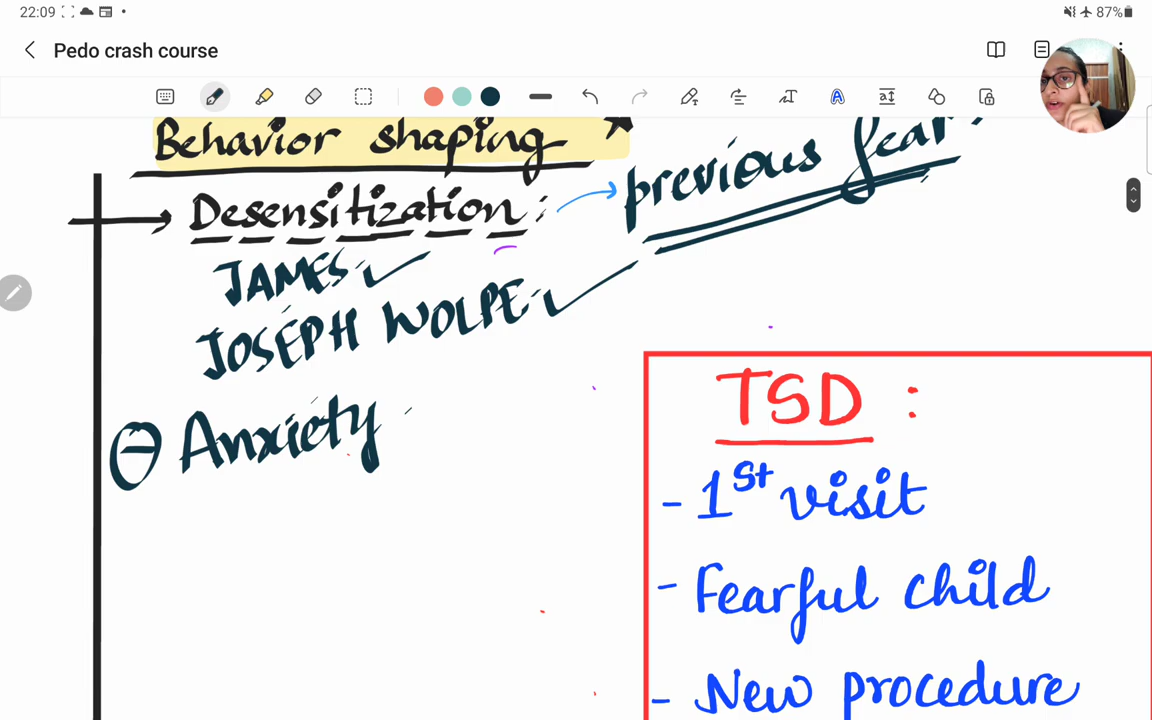 22:09
87%
Pedo crash course
Behavior shaping
Desensitization :
previous fear.
JAMES
JOSEPH WOLPE
Anxiety
TSD :
- 1st visit
- Fearful child
- New procedure